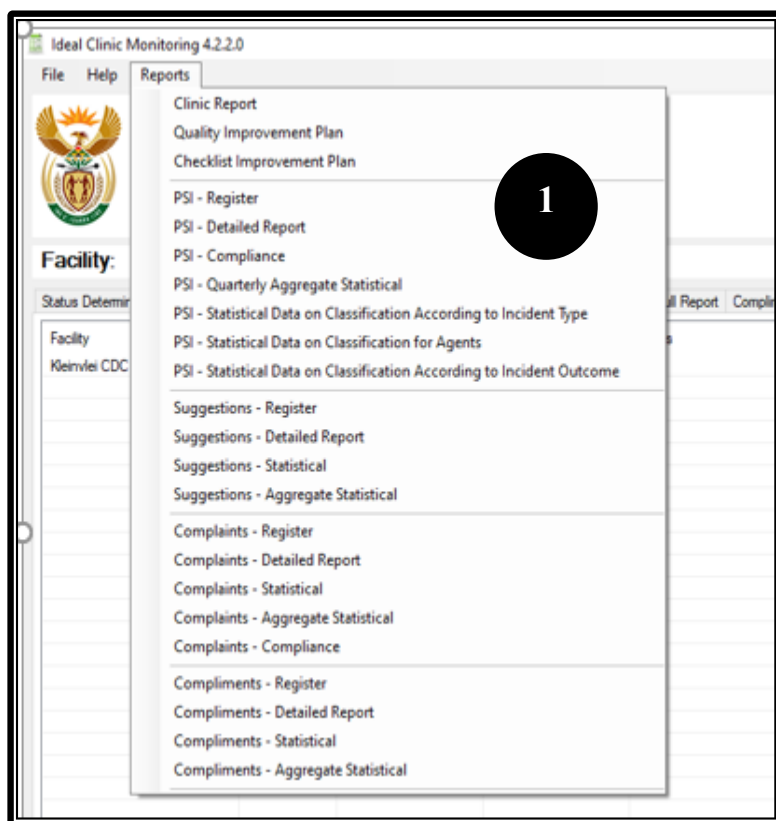 Ideal Clinic Monitoring 4.2.2.0
File Help Reports
Clinic Report
Quality Improvement Plan
Checklist Improvement Plan
1
PSI - Register
PSI - Detailed Report
PSI - Compliance
PSI - Quarterly Aggregate Statistical
PSI - Statistical Data on Classification According to Incident Type
PSI - Statistical Data on Classification for Agents
PSI - Statistical Data on Classification According to Incident Outcome
Suggestions - Register
Suggestions - Detailed Report
Suggestions - Statistical
Suggestions - Aggregate Statistical
Complaints - Register
Complaints - Detailed Report
Complaints - Statistical
Complaints - Aggregate Statistical
Complaints - Compliance
Compliments - Register
Compliments - Detailed Report
Compliments - Statistical
Compliments - Aggregate Statistical
Facility:
Status Determin
Report Complin
Facility
Kleinvlei CDC